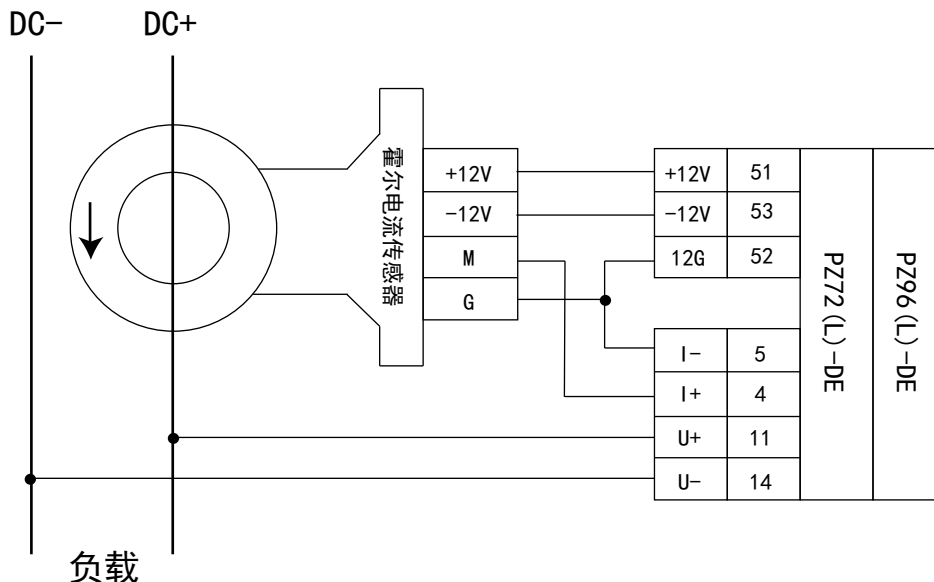 DC-
DC+
霍尔电流传感器
+12V
-12V
M
G
+12V 51
-12V 53
12G 52
I- 5
I+ 4
U+ 11
U- 14
PZ72(L)-DE
PZ96(L)-DE
负载